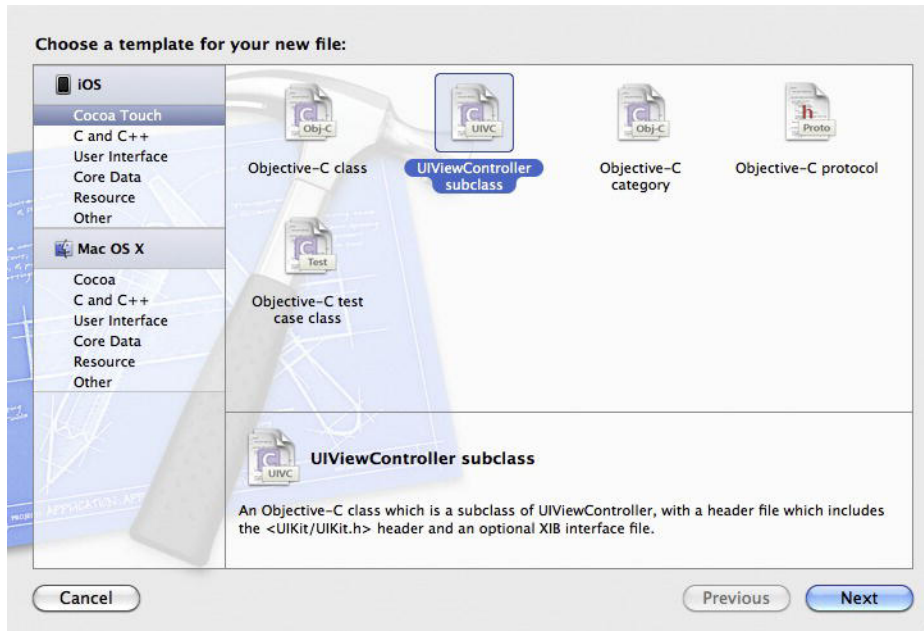 Choose a template for your new file:
iOS
Cocoa Touch
C and C++
User Interface
Core Data
Resource
Other
Mac OS X
Cocoa
C and C++
User Interface
Core Data
Resource
Other
Obj-C
Objective-C class
UIVC
UIViewController
subclass
Obj-C
Objective-C
category
h
Proto
Objective-C protocol
Test
Objective-C test
case class
UIVC
UIViewController subclass
An Objective-C class which is a subclass of UIViewController, with a header file which includes
the <UIKit/UIKit.h> header and an optional XIB interface file.
Cancel
Previous
Next